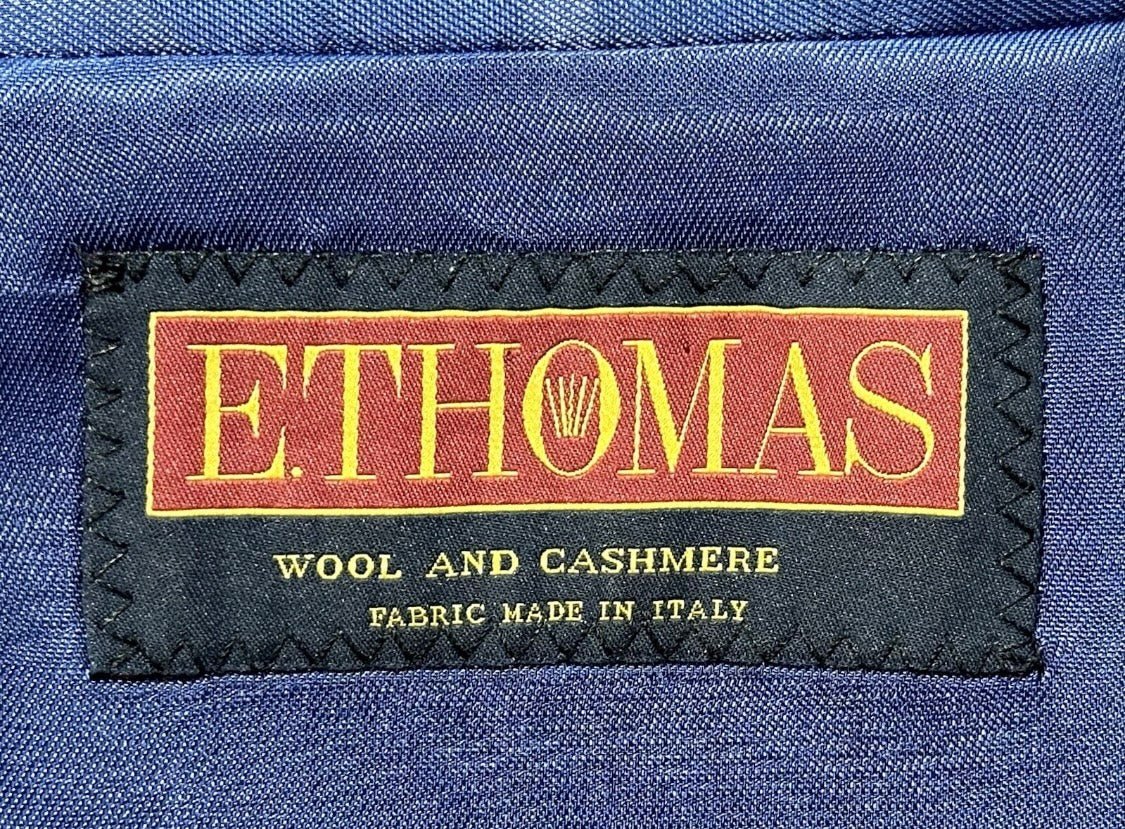 E.THOMAS
WOOL AND CASHMERE
FABRIC MADE IN ITALY